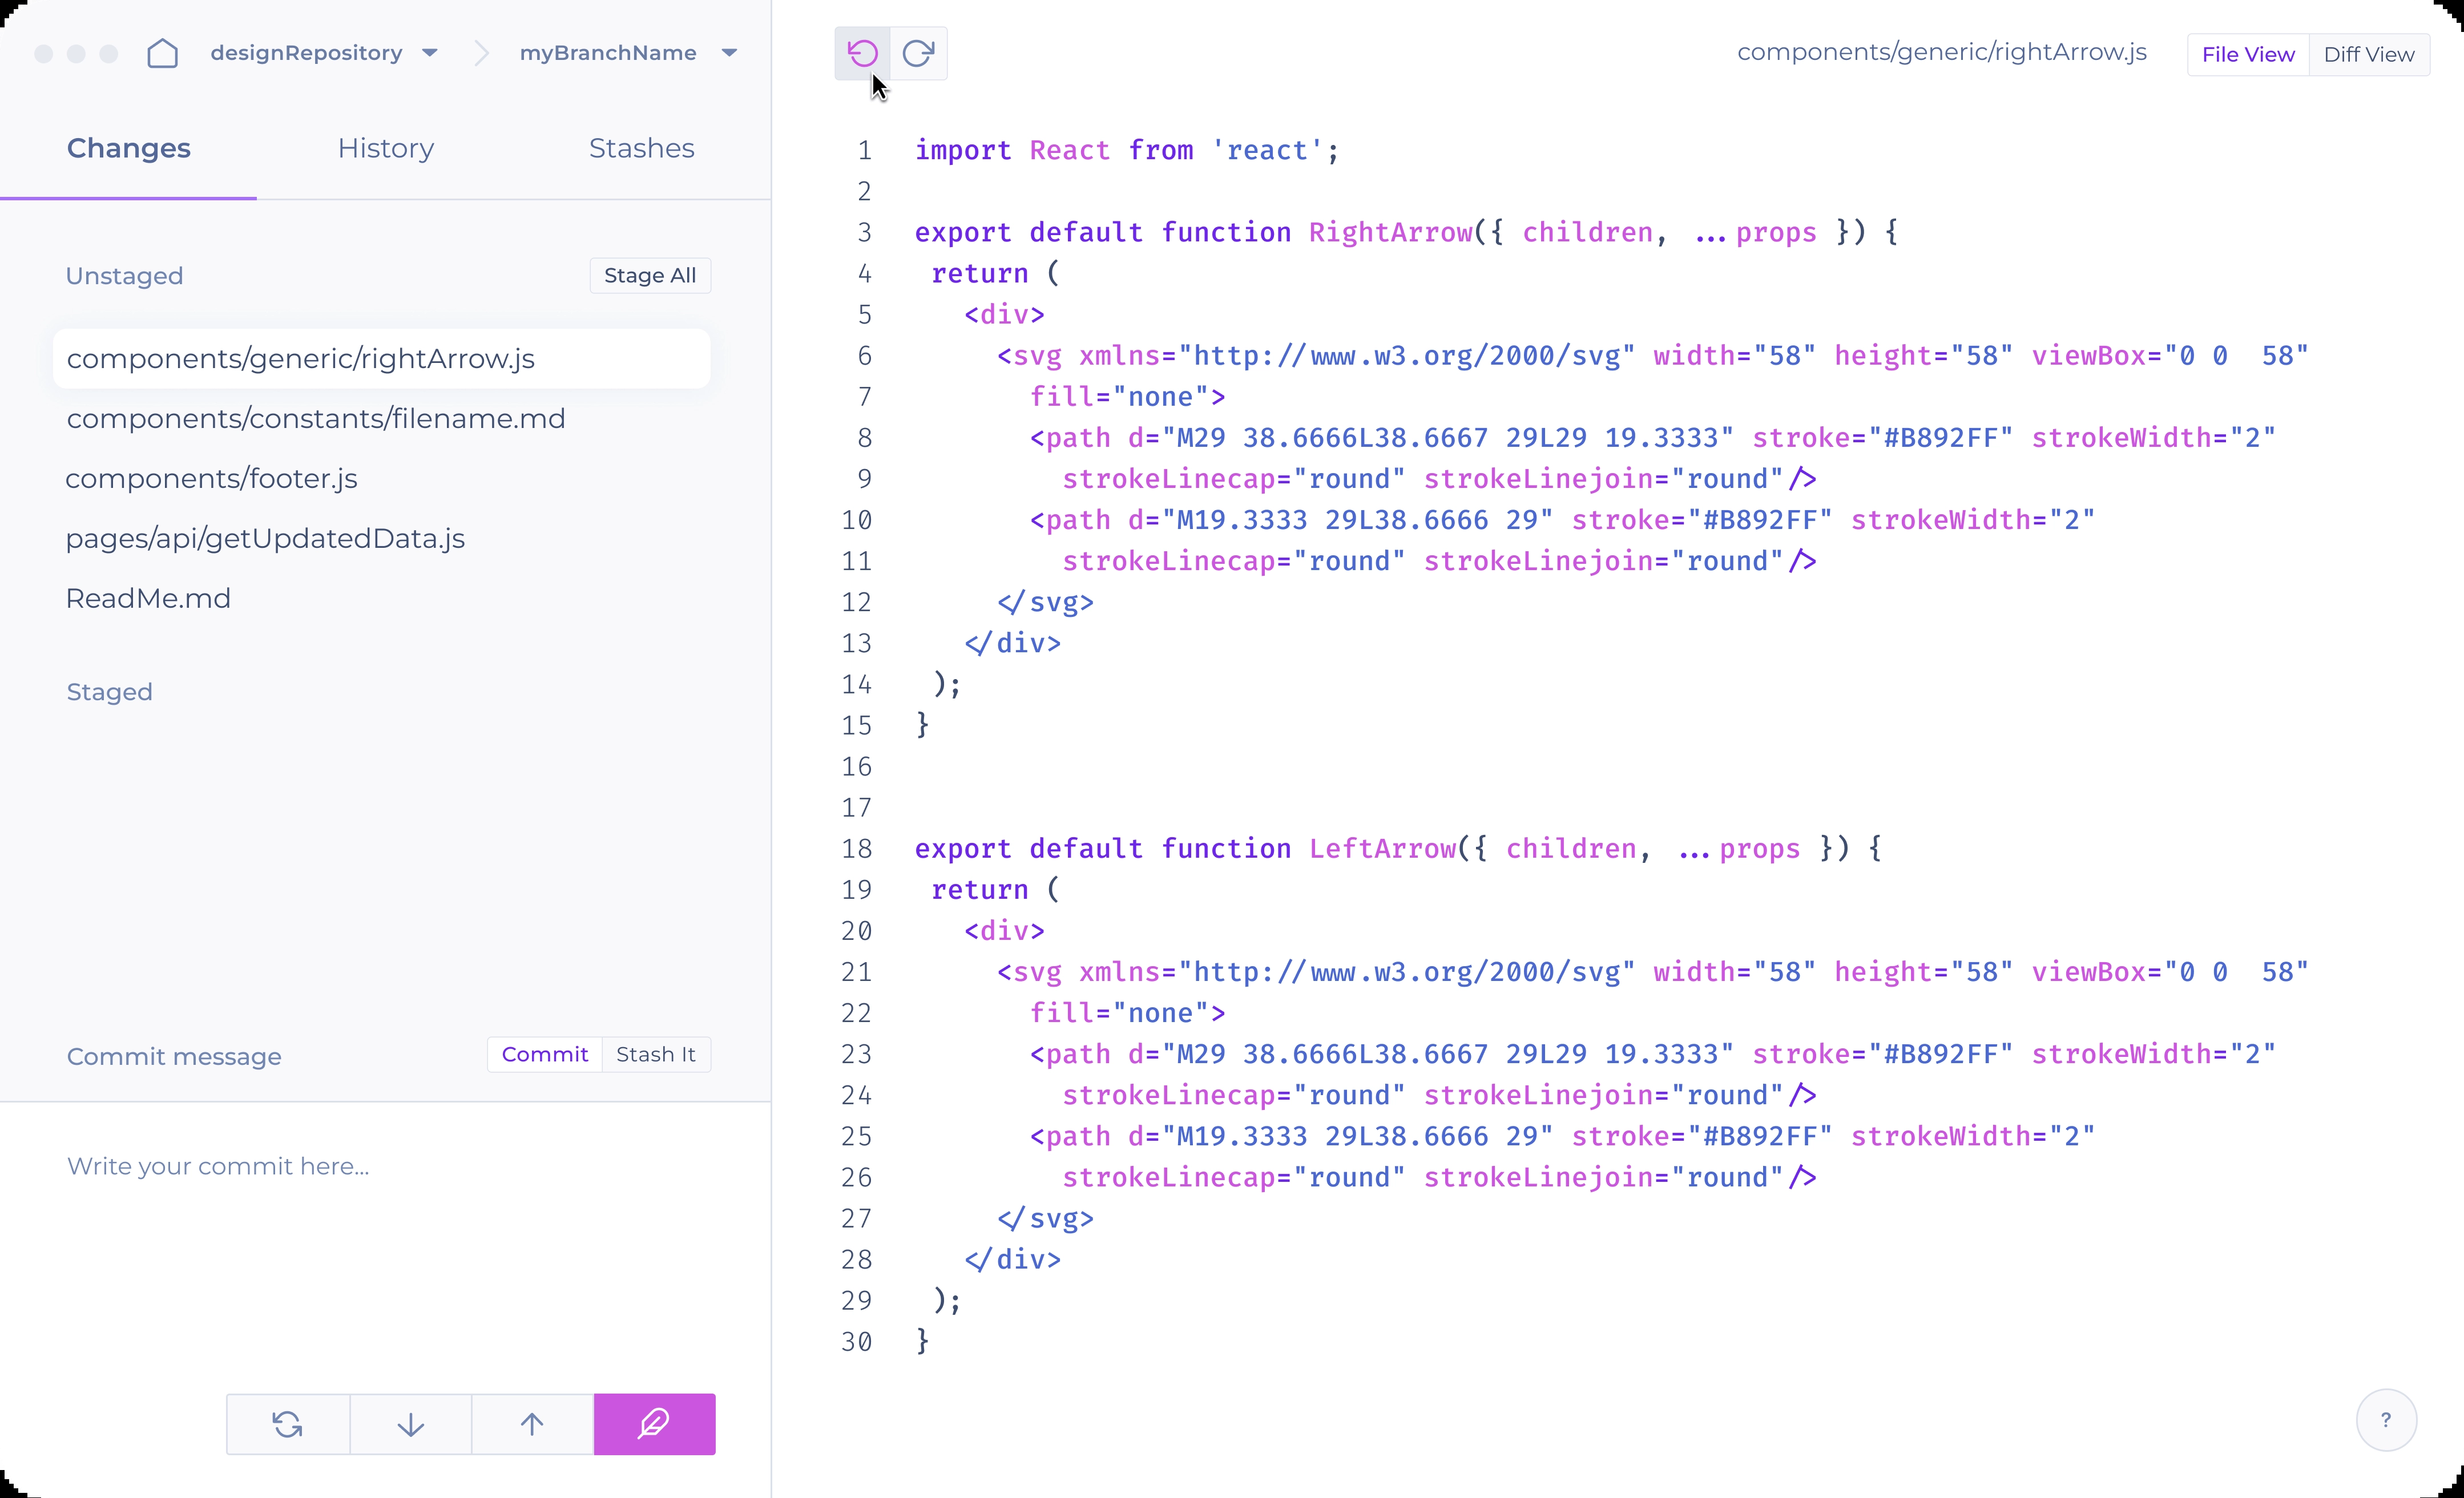 designRepository
myBranchName
Changes
History
Stashes
Unstaged
Stage All
components/generic/rightArrow.js
components/constants/filename.md
components/footer.js
pages/api/getUpdatedData.js
ReadMe.md
Staged
Commit message
Commit
Stash It
Write your commit here...
components/generic/rightArrow.js
File View
Diff View
1 import React from 'react';
2
3 export default function RightArrow({ children, ...props }) {
4  return (
5    <div>
6      <svg xmlns="http://www.w3.org/2000/svg" width="58" height="58" viewBox="0 0  58"
7        fill="none">
8        <path d="M29 38.6666L38.6667 29L29 19.3333" stroke="#B892FF" strokeWidth="2"
9          strokeLinecap="round" strokeLinejoin="round"/>
10        <path d="M19.3333 29L38.6666 29" stroke="#B892FF" strokeWidth="2"
11          strokeLinecap="round" strokeLinejoin="round"/>
12      </svg>
13    </div>
14  );
15 }
16
17
18 export default function LeftArrow({ children, ...props }) {
19  return (
20    <div>
21      <svg xmlns="http://www.w3.org/2000/svg" width="58" height="58" viewBox="0 0  58"
22        fill="none">
23        <path d="M29 38.6666L38.6667 29L29 19.3333" stroke="#B892FF" strokeWidth="2"
24          strokeLinecap="round" strokeLinejoin="round"/>
25        <path d="M19.3333 29L38.6666 29" stroke="#B892FF" strokeWidth="2"
26          strokeLinecap="round" strokeLinejoin="round"/>
27      </svg>
28    </div>
29  );
30 }
?